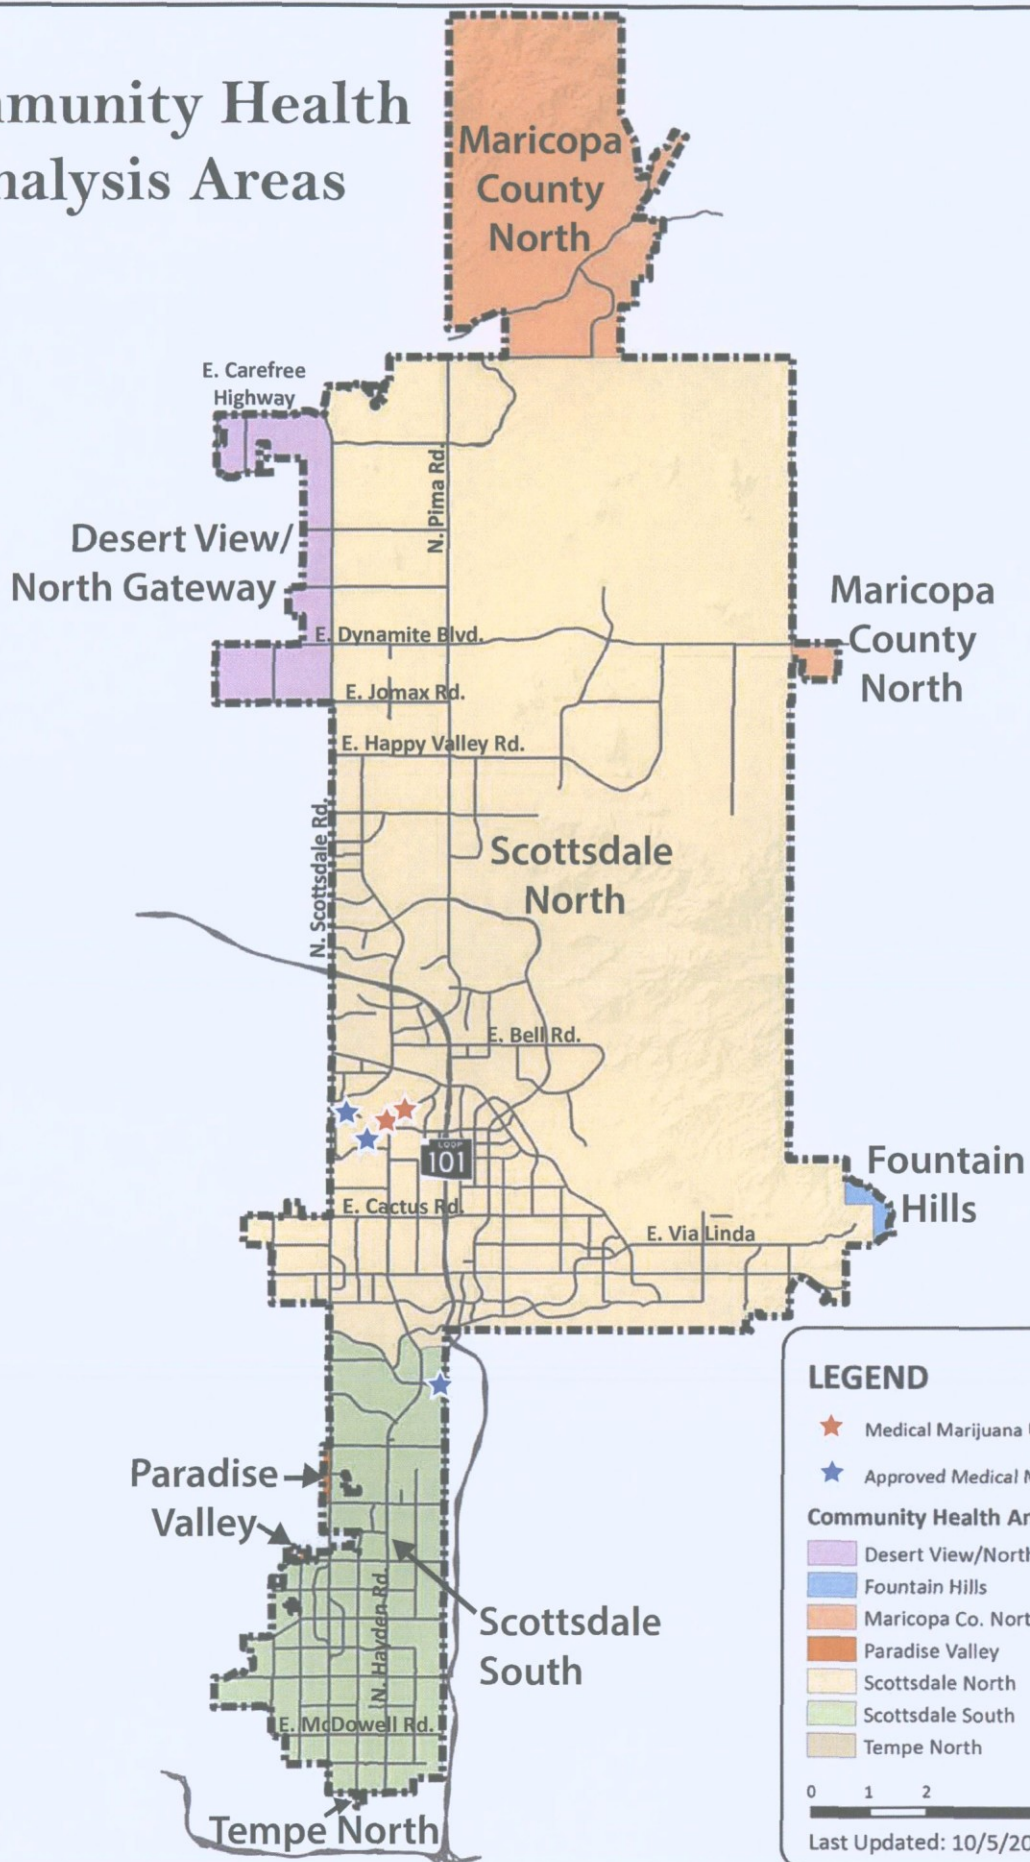 mmunity Health
nalysis Areas
Maricopa
County
North
E. Carefree
Highway
N. Pima Rd.
Desert View/
North Gateway
E. Dynamite Blvd.
Maricopa
County
North
E. Jomax Rd.
E. Happy Valley Rd.
N. Scottsdale Rd.
Scottsdale
North
E. Bell Rd.
LOOP
101
Fountain
Hills
E. Cactus Rd.
E. Via Linda
Paradise
Valley
N. Hayden Rd.
Scottsdale
South
E. McDowell Rd.
Tempe North
LEGEND
Medical Marijuana
Approved Medical M
Community Health Ar
Desert View/North
Fountain Hills
Maricopa Co. Nort
Paradise Valley
Scottsdale North
Scottsdale South
Tempe North
0 1 2
Last Updated: 10/5/20